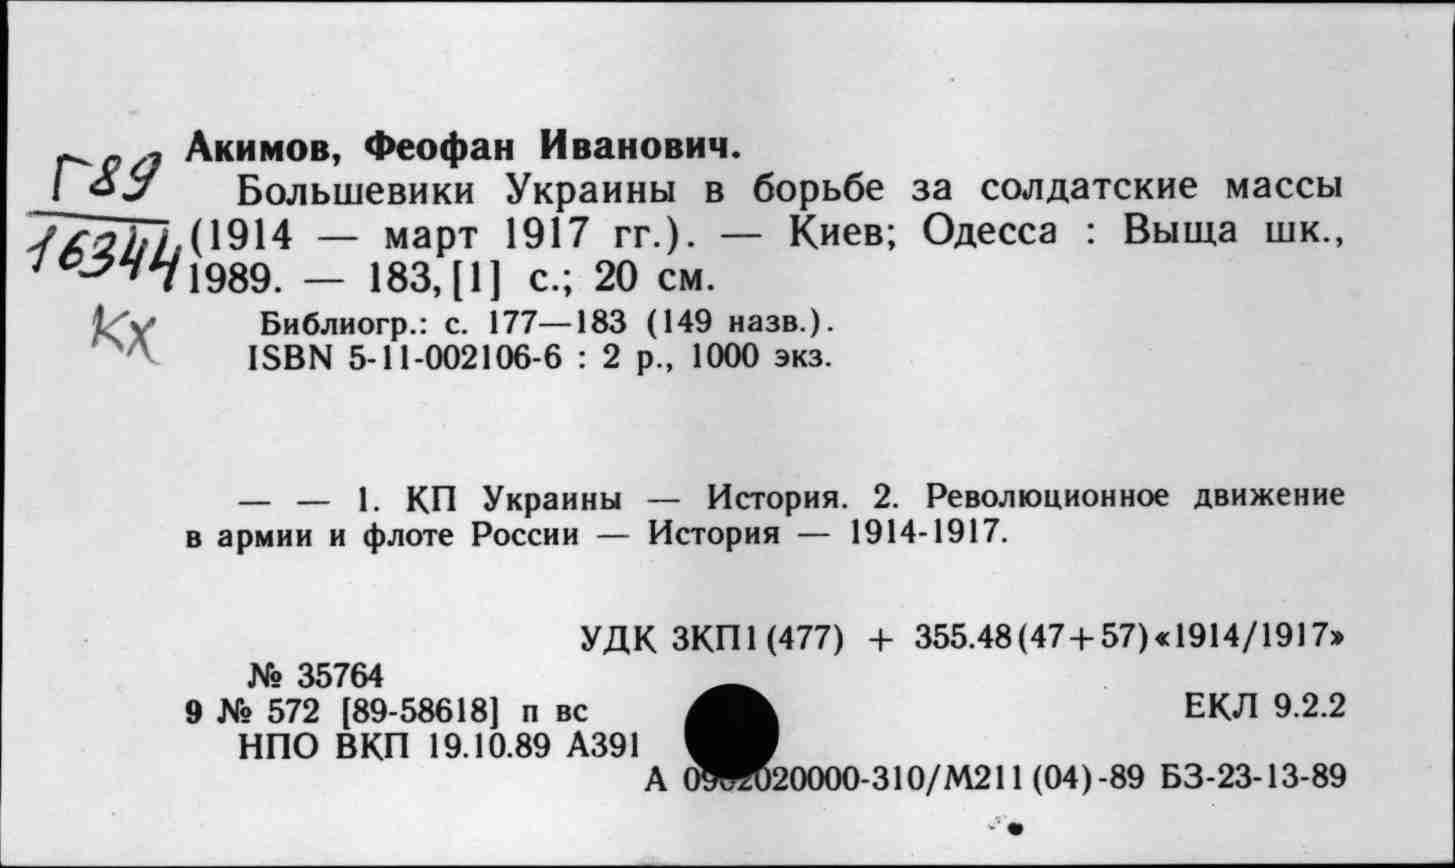 Г89
16344
Кх
Акимов, Феофан Иванович.
Большевики Украины в борьбе за солдатские массы
(1914 — март 1917 гг.). — Киев; Одесса : Выща шк.,
1989. — 183, [1] с.; 20 см.
Библиогр.: с. 177—183 (149 назв.).
ISBN 5-11-002106-6 : 2 р., 1000 экз.
— — 1. КП Украины — История. 2. Революционное движение
в армии и флоте России — История — 1914-1917.
УДК 3КП1(477) + 355.48(47+57)«1914/1917»
№ 35764
9 № 572 [89-58618] п вс
ЕКЛ 9.2.2
НПО ВКП 19.10.89 А391
А 0902020000-310/М211(04)-89 БЗ-23-13-89